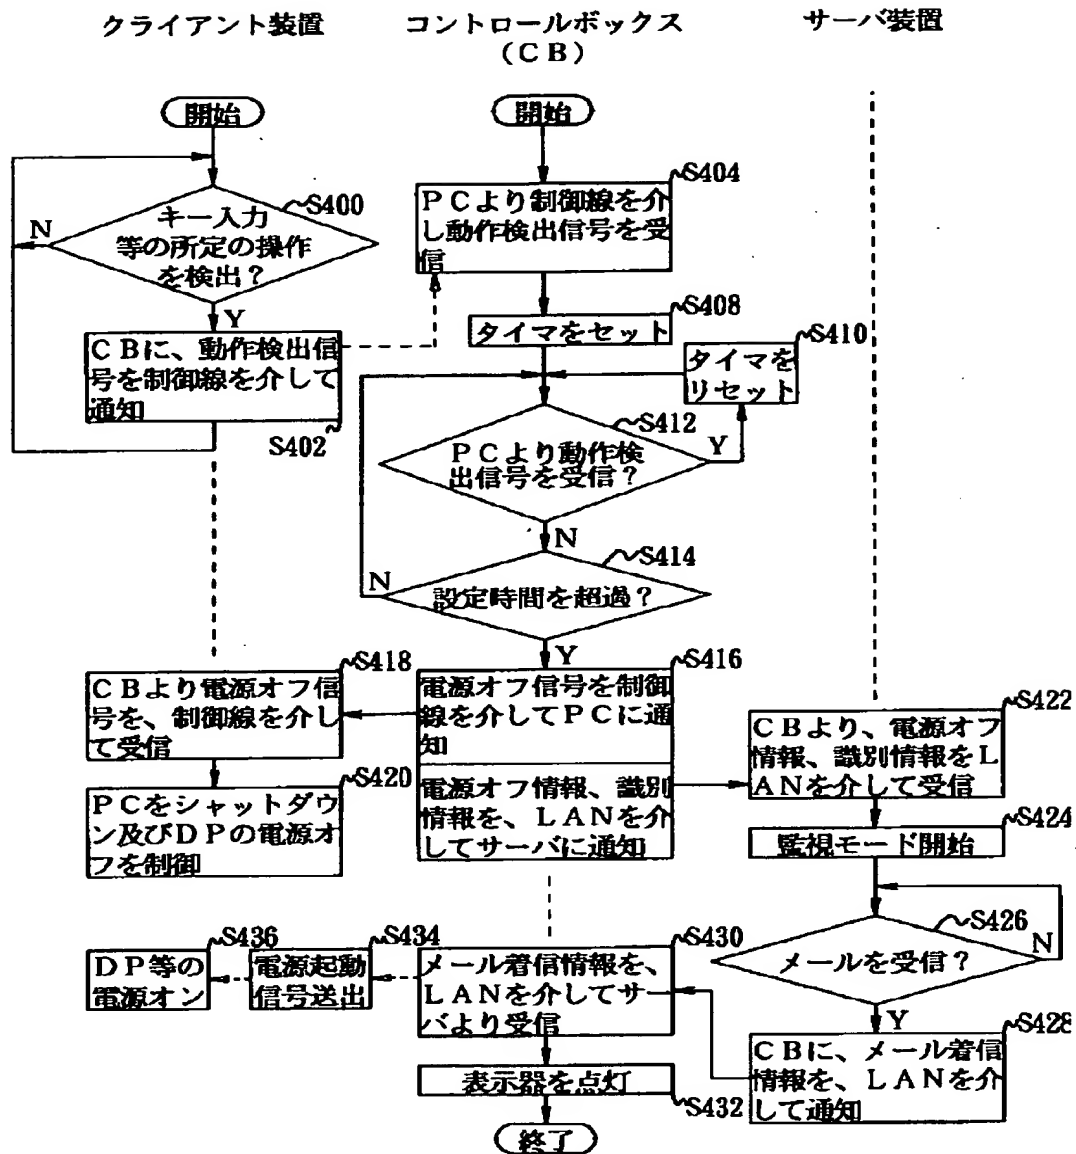 クライアント装置
コントロールボックス
（ＣＢ）
サーバ装置
開始
開始
S400
キー入力
等の所定の操作
を検出？
N
Y
ＣＢに、動作検出信
号を制御線を介して
通知
S402
S404
ＰＣより制御線を介
し動作検出信号を受
信
S408
タイマをセット
S410
タイマを
リセット
S412
ＰＣより動作検
出信号を受信？
Y
N
S414
設定時間を超過？
N
Y
S418
ＣＢより電源オフ信
号を、制御線を介し
て受信
S416
電源オフ信号を制御
線を介してＰＣに通
知
電源オフ情報、識別
情報を、ＬＡＮを介
してサーバに通知
S420
ＰＣをシャットダウ
ン及びＤＰの電源オ
フを制御
S422
ＣＢより、電源オフ
情報、識別情報をＬ
ＡＮを介して受信
S424
監視モード開始
S426
メールを受信？
N
Y
S428
ＣＢに、メール着信
情報を、ＬＡＮを介
して通知
S430
メール着信情報を、
ＬＡＮを介してサー
バより受信
S434
電源起動
信号送出
S436
ＤＰ等の
電源オン
表示器を点灯
S432
終了